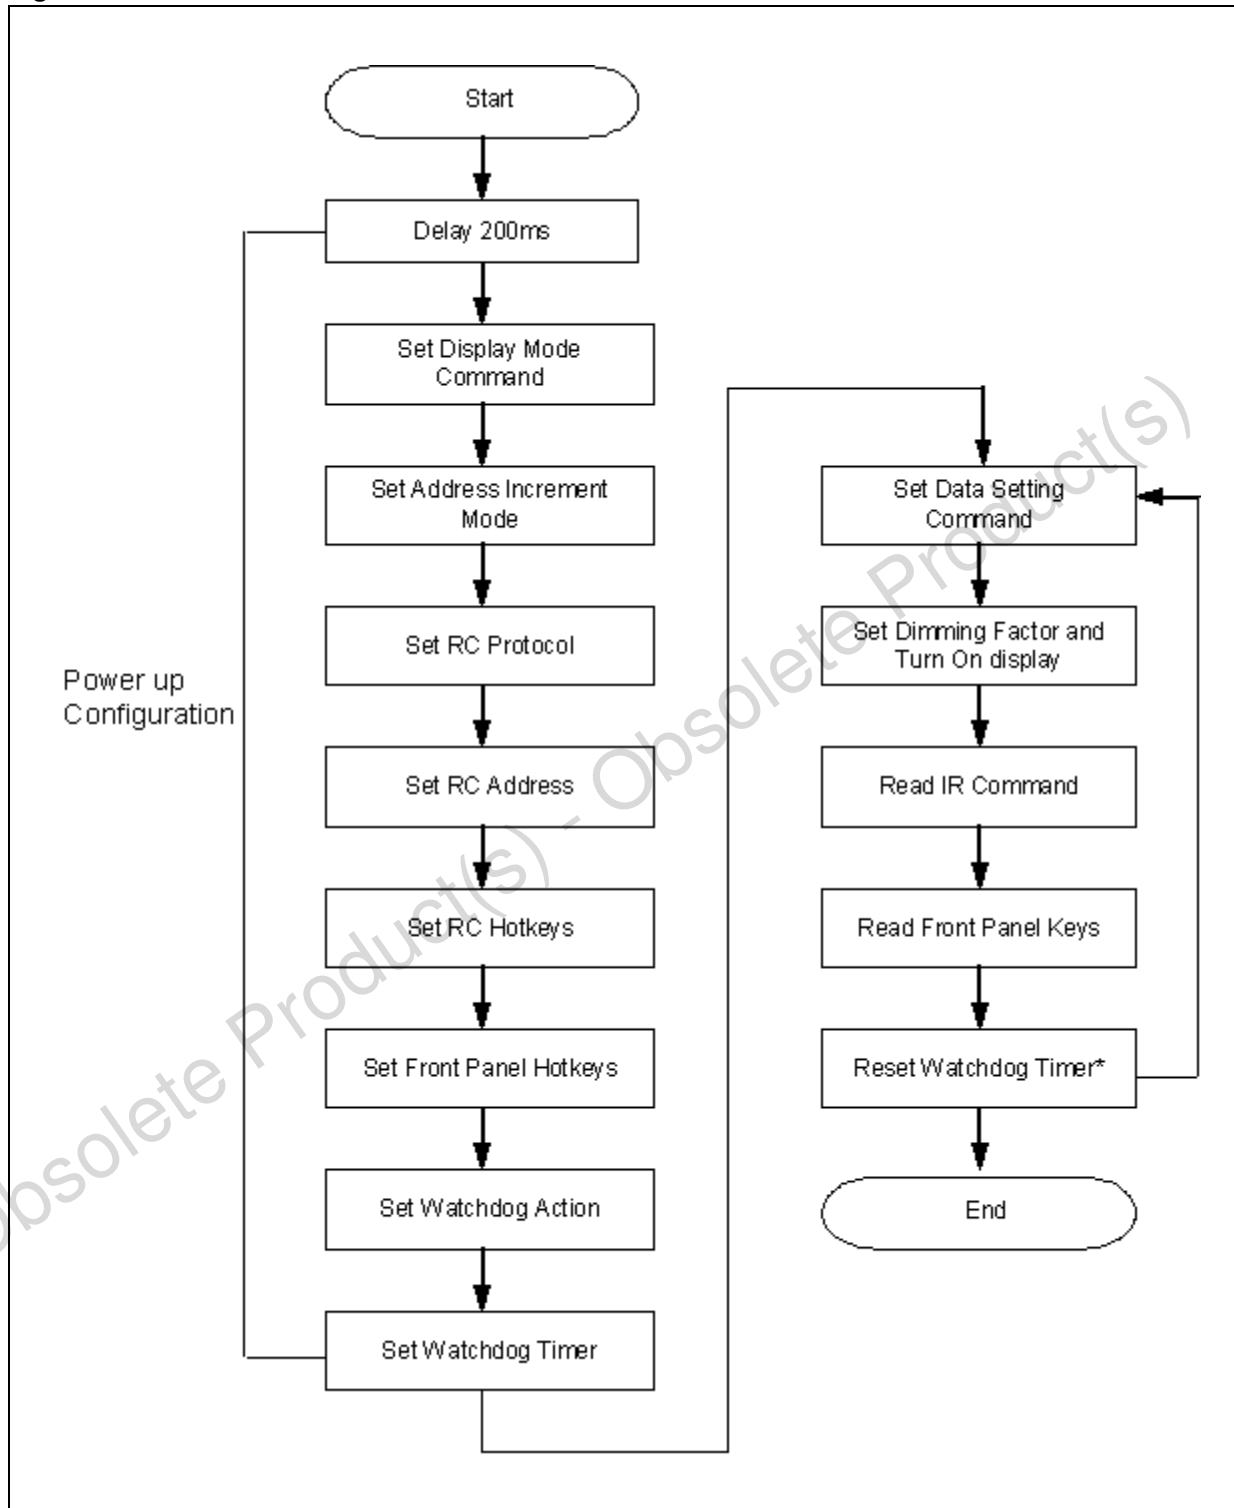 Start
Delay 200ms
Set Display Mode
Command
Set Address Increment
Mode
Set RC Protocol
Set RC Address
Set RC Hotkeys
Set Front Panel Hotkeys
Set Watchdog Action
Set Watchdog Timer
Power up
Configuration
Set Data Setting
Command
Set Dimming Factor and
Turn On display
Read IR Command
Read Front Panel Keys
Reset Watchdog Timer*
End
Obsolete Product(s) - Obsolete Product(s)